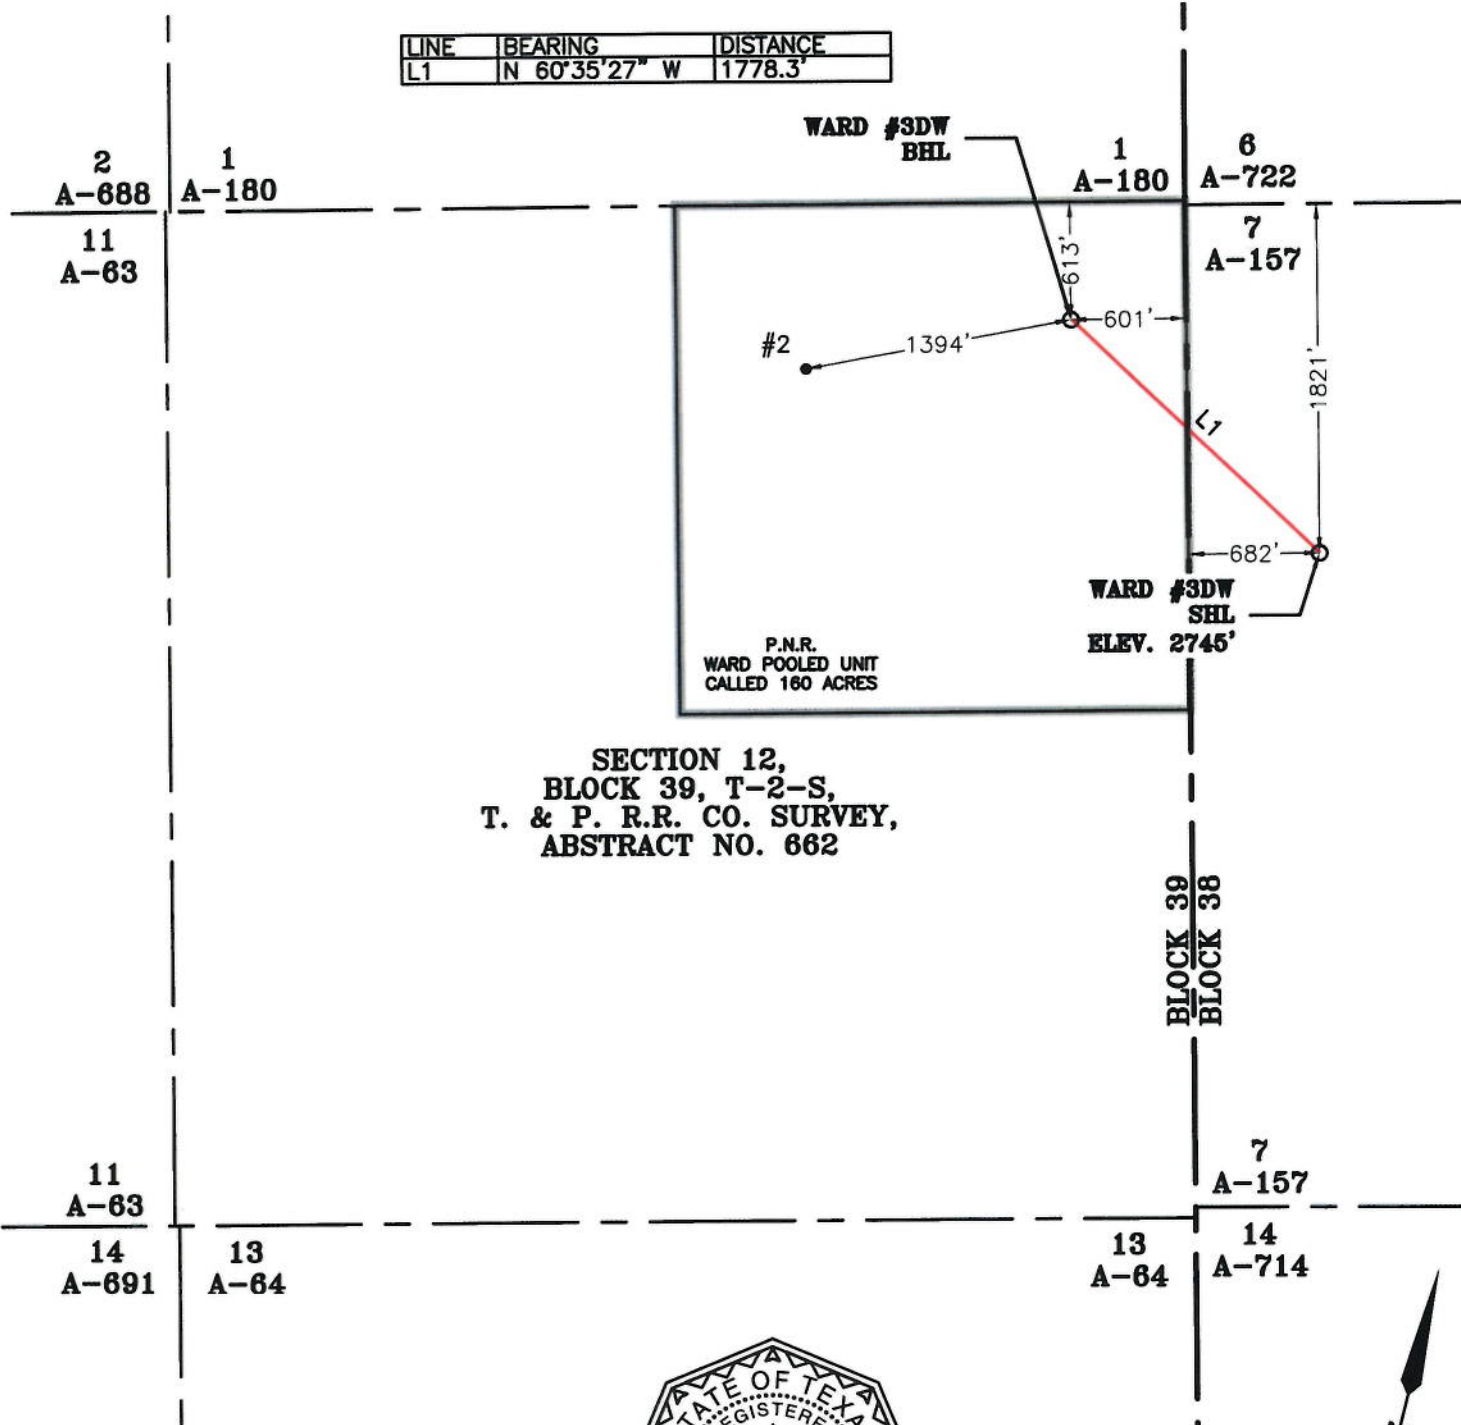 LINE BEARING DISTANCE
L1 N 60°35'27" W 1778.3'
WARD #3DW
BHL
2
A-688
1
A-180
1
A-180
6
A-722
11
A-63
7
A-157
613'
601'
1821'
#2
1394'
L1
682'
WARD #3DW
SHL
ELEV. 2745'
P.N.R.
WARD POOLED UNIT
CALLED 160 ACRES
SECTION 12,
BLOCK 39, T-2-S,
T. & P. R.R. CO. SURVEY,
ABSTRACT NO. 662
BLOCK 39
BLOCK 38
11
A-63
7
A-157
14
A-691
13
A-64
13
A-64
14
A-714
OF